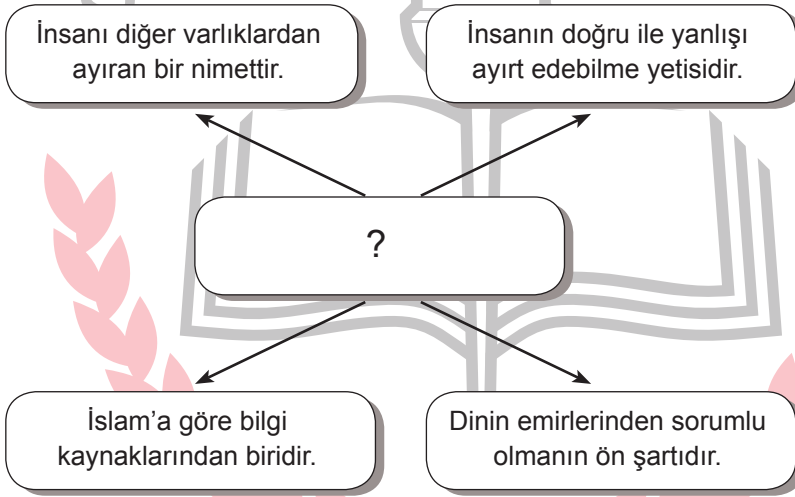 İnsanı diğer varlıklardan
ayıran bir nimettir.
İnsanın doğru ile yanlışı
ayırt edebilme yetisidir.
?
İslam’a göre bilgi
kaynaklarından biridir.
Dinin emirlerinden sorumlu
olmanın ön şartıdır.